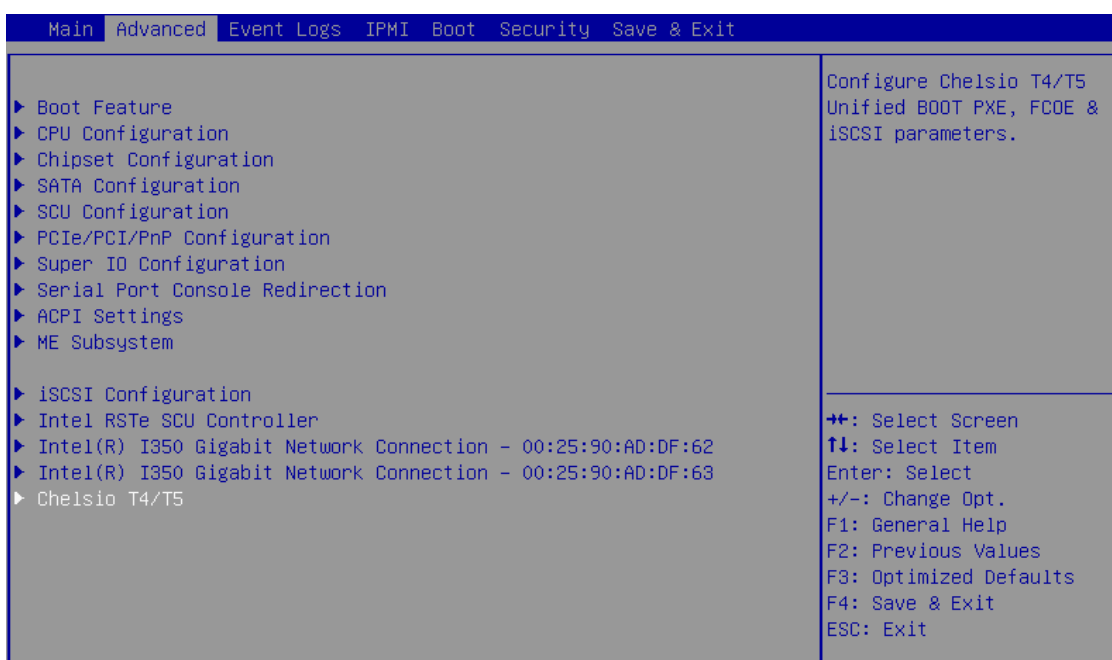 Main Advanced Event Logs IPMI Boot Security Save & Exit
▶ Boot Feature
▶ CPU Configuration
▶ Chipset Configuration
▶ SATA Configuration
▶ SCU Configuration
▶ PCIe/PCI/PnP Configuration
▶ Super IO Configuration
▶ Serial Port Console Redirection
▶ ACPI Settings
▶ ME Subsystem
▶ iSCSI Configuration
▶ Intel RSTe SCU Controller
▶ Intel(R) I350 Gigabit Network Connection - 00:25:90:AD:DF:62
▶ Intel(R) I350 Gigabit Network Connection - 00:25:90:AD:DF:63
▶ Chelsio T4/T5
Configure Chelsio T4/T5
Unified BOOT PXE, FCOE &
iSCSI parameters.
→←: Select Screen
↑↓: Select Item
Enter: Select
+/-: Change Opt.
F1: General Help
F2: Previous Values
F3: Optimized Defaults
F4: Save & Exit
ESC: Exit